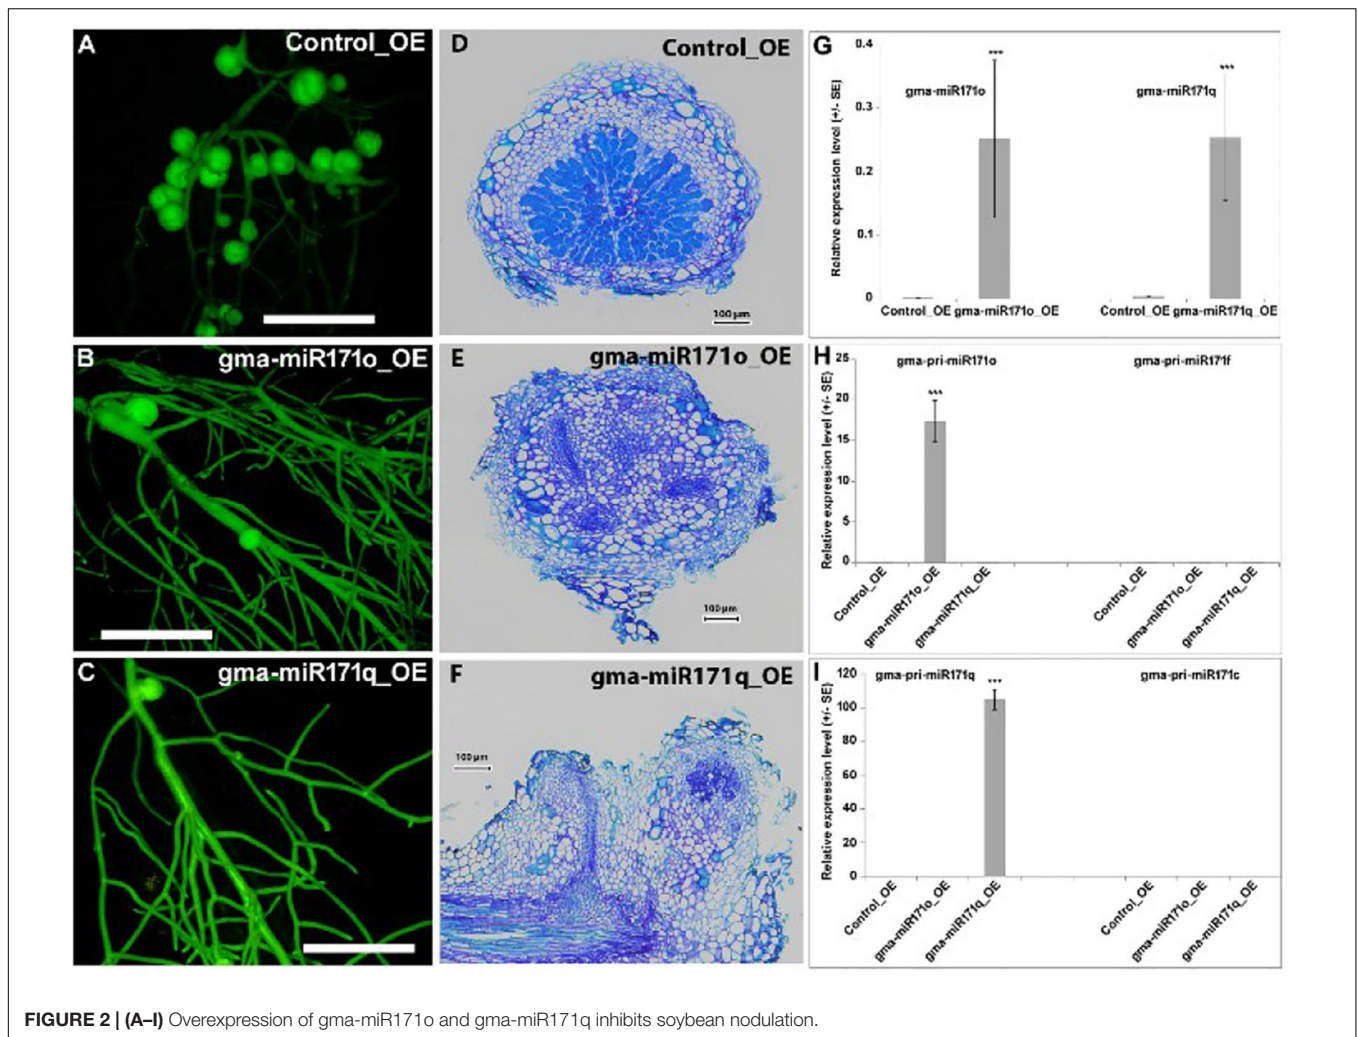 A
Control_OE
B
gma-miR171o_OE
C
gma-miR171q_OE
D
Control_OE
100 µm
E
gma-miR171o_OE
100 µm
F
gma-miR171q_OE
100 µm
G
Relative expression level (+/- SE)
0.4
0.3
0.2
0.1
0
gma-miR171o
***
gma-miR171q
***
Control_OE gma-miR171o_OE
Control_OE gma-miR171q_OE
H
Relative expression level (+/- SE)
25
20
15
10
5
0
gma-pri-miR171o
***
gma-pri-miR171f
Control_OE
gma-miR171o_OE
gma-miR171q_OE
Control_OE
gma-miR171o_OE
gma-miR171q_OE
I
Relative expression level (+/- SE)
120
100
80
60
40
20
0
gma-pri-miR171q
***
gma-pri-miR171c
Control_OE
gma-miR171o_OE
gma-miR171q_OE
Control_OE
gma-miR171o_OE
gma-miR171q_OE
FIGURE 2 | (A–I) Overexpression of gma-miR171o and gma-miR171q inhibits soybean nodulation.